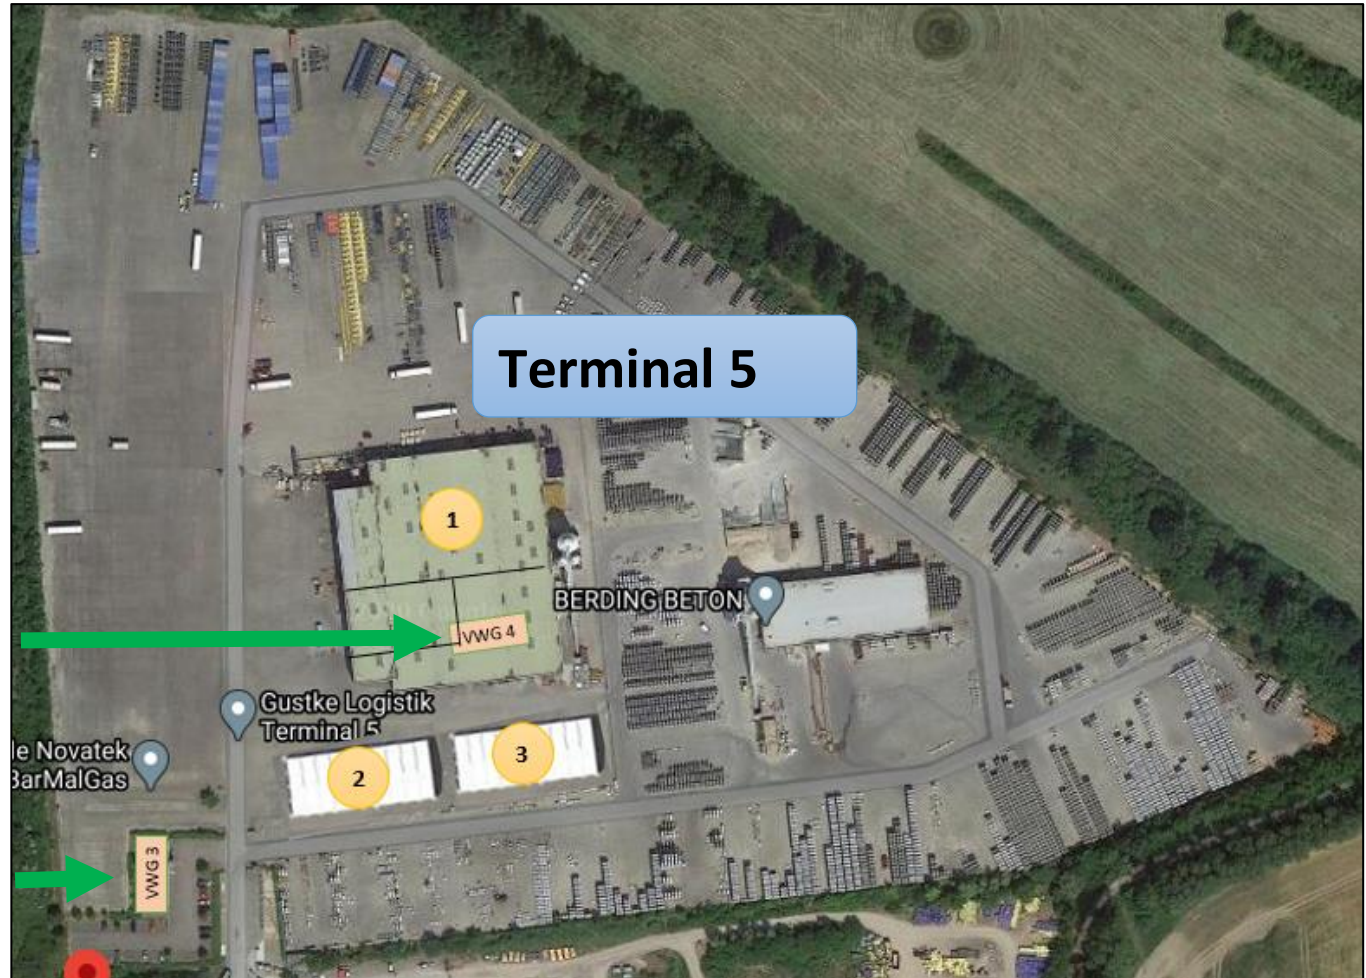 Terminal 5
1
BERDING BETON
VWG 4
Gustke Logistik
Terminal 5
3
2
le Novatek
BarMalGas
VWG 3